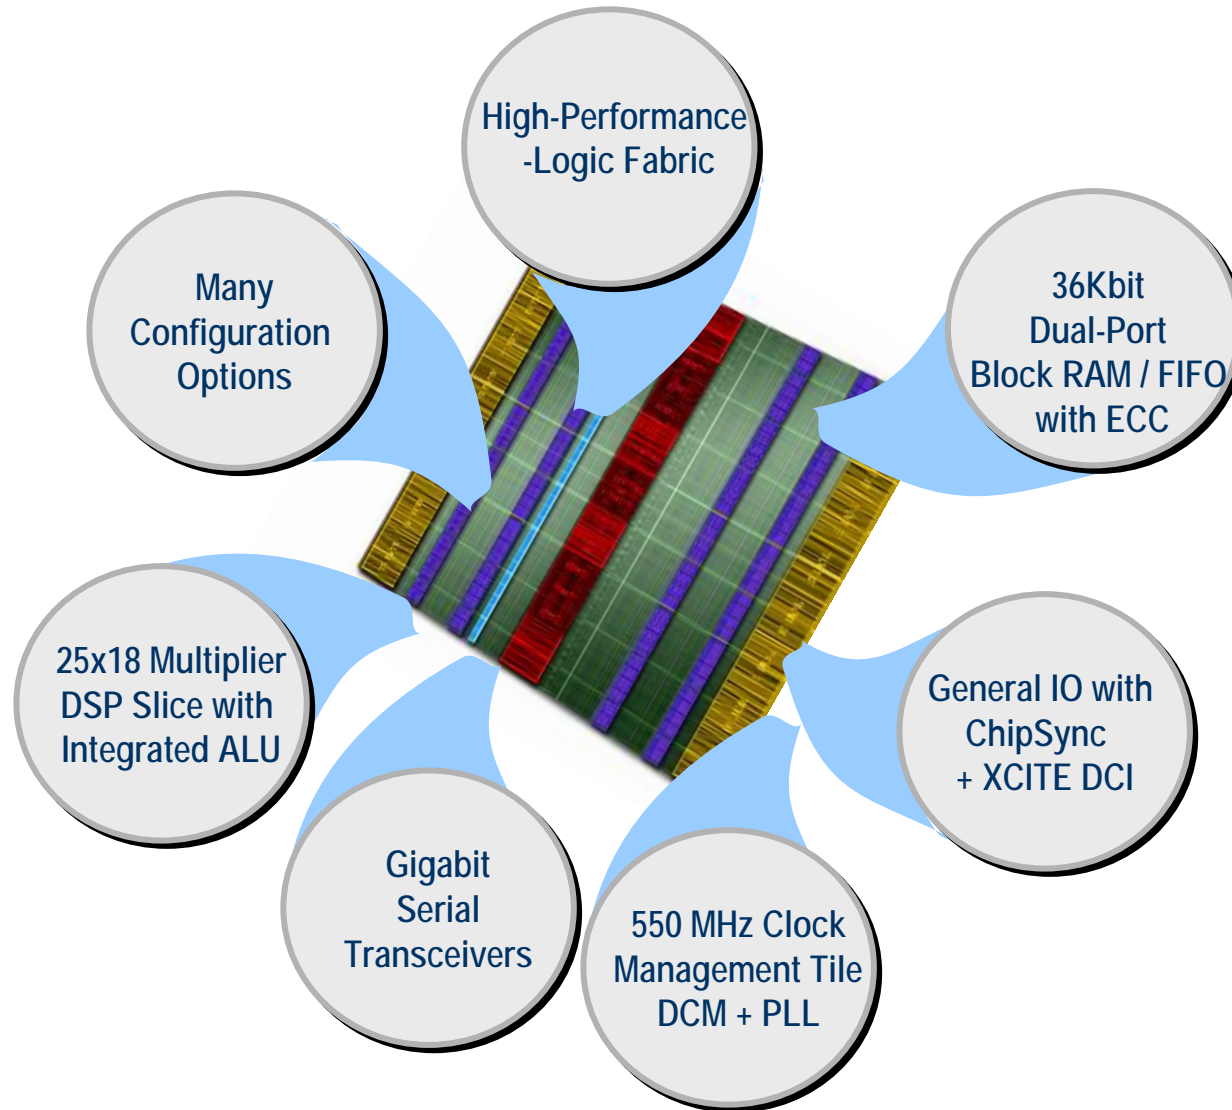 High-Performance
-Logic Fabric
Many
Configuration
Options
36Kbit
Dual-Port
Block RAM / FIFO
with ECC
25x18 Multiplier
DSP Slice with
Integrated ALU
General IO with
ChipSync
+ XCITE DCI
Gigabit
Serial
Transceivers
550 MHz Clock
Management Tile
DCM + PLL